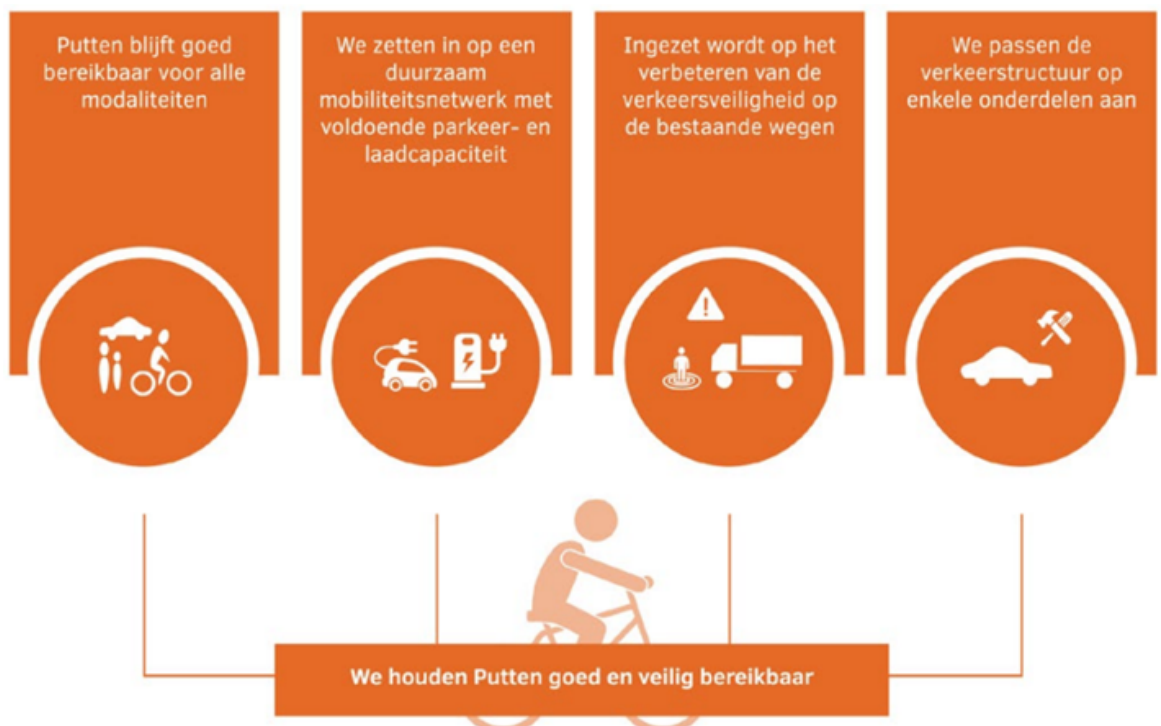 Putten blijft goed
bereikbaar voor alle
modaliteiten
We zetten in op een
duurzaam
mobiliteitsnetwerk met
voldoende parkeer- en
laadcapaciteit
Ingezet wordt op het
verbeteren van de
verkeersveiligheid op
de bestaande wegen
We passen de
verkeerstructuur op
enkele onderdelen aan
We houden Putten goed en veilig bereikbaar